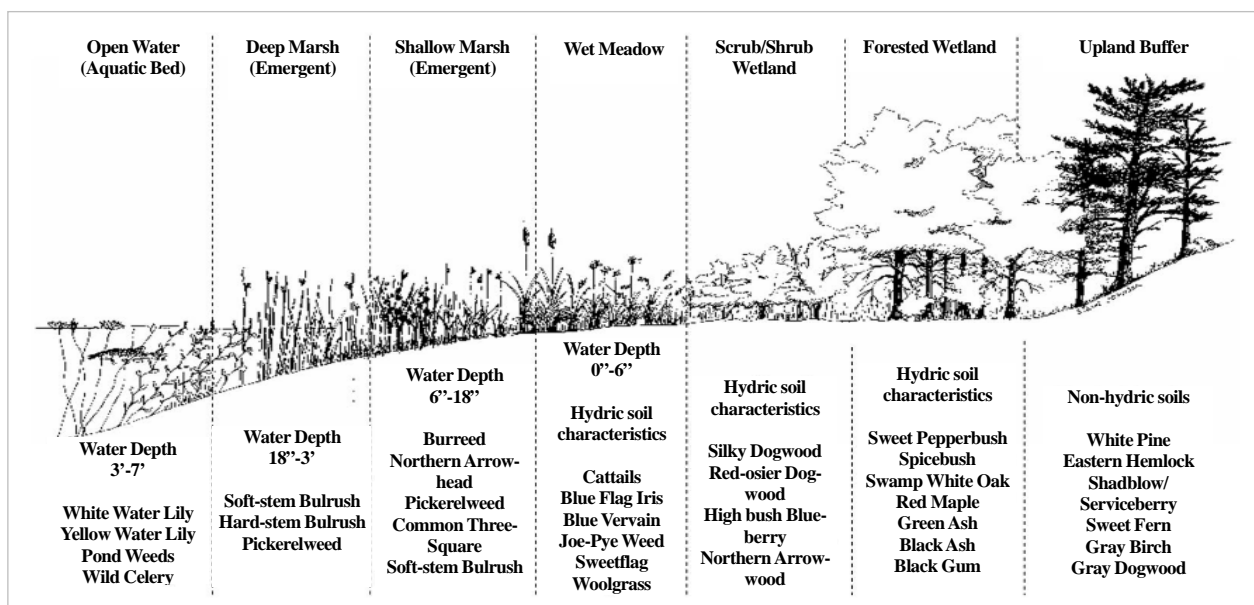 Open Water
(Aquatic Bed)
Deep Marsh
(Emergent)
Shallow Marsh
(Emergent)
Wet Meadow
Scrub/Shrub
Wetland
Forested Wetland
Upland Buffer
Water Depth
3’-7’
White Water Lily
Yellow Water Lily
Pond Weeds
Wild Celery
Water Depth
18”-3’
Soft-stem Bulrush
Hard-stem Bulrush
Pickerelweed
Water Depth
6”-18”
Burreed
Northern Arrow-
head
Pickerelweed
Common Three-
Square
Soft-stem Bulrush
Water Depth
0”-6”
Hydric soil
characteristics
Cattails
Blue Flag Iris
Blue Vervain
Joe-Pye Weed
Sweetflag
Woolgrass
Hydric soil
characteristics
Silky Dogwood
Red-osier Dog-
wood
High bush Blue-
berry
Northern Arrow-
wood
Hydric soil
characteristics
Sweet Pepperbush
Spicebush
Swamp White Oak
Red Maple
Green Ash
Black Ash
Black Gum
Non-hydric soils
White Pine
Eastern Hemlock
Shadblow/
Serviceberry
Sweet Fern
Gray Birch
Gray Dogwood